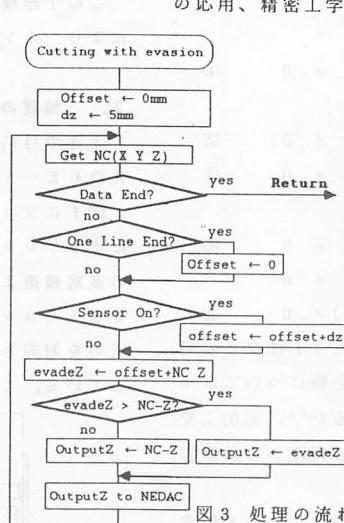 の応用、精密工学
Cutting with evasion
Offset ← 0mm
dz ← 5mm
Get NC(X Y Z)
Data End?
yes
Return
no
One Line End?
yes
no
Offset ← 0
Sensor On?
yes
no
offset ← offset+dz
evadeZ ← offset+NC Z
evadeZ > NC-Z?
yes
no
OutputZ ← NC-Z
OutputZ ← evadeZ
OutputZ to NEDAC
図3 処理の流れ